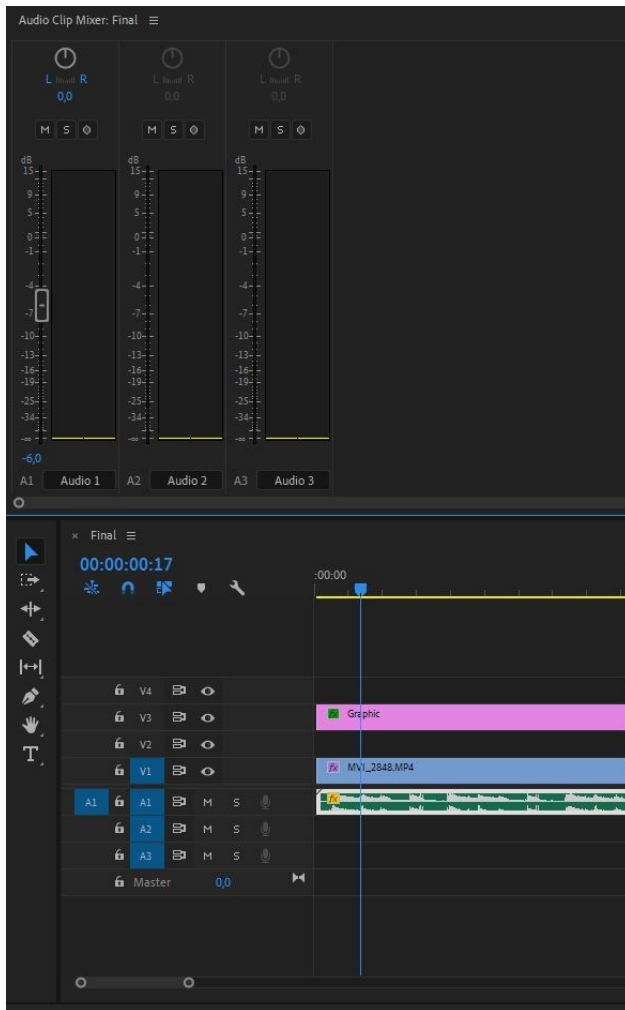 Audio Clip Mixer: Final
L R L R L R
0,0 0,0 0,0
M S M S M S
dB dB dB
15 15 15
9 9 9
5 5 5
0 0 0
-1 -1 -1
-4 -4 -4
-7 -7 -7
-10 -10 -10
-13 -13 -13
-16 -16 -16
-19 -19 -19
-25 -25 -25
-34 -34 -34
-∞ -∞ -∞
-6,0
A1 Audio 1 A2 Audio 2 A3 Audio 3
× Final
00:00:00:17
:00:00
V4
V3 fx Graphic
V2
V1 fx MVI_2848.MP4
A1 A1 M S fx
A2 M S
A3 M S
Master 0,0
T